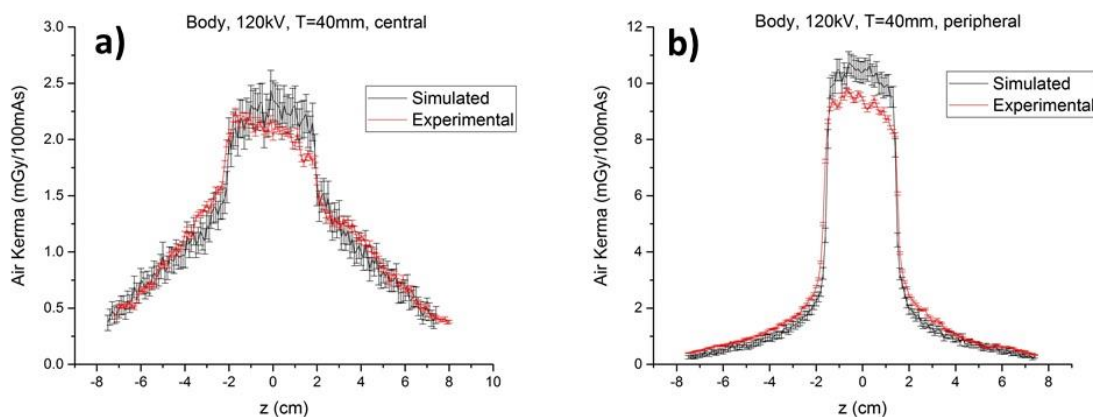 Body, 120kV, T=40mm, central
a)
Simulated
Experimental
Air Kerma (mGy/100mAs)
3.0
2.5
2.0
1.5
1.0
0.5
0.0
-8 -6 -4 -2 0 2 4 6 8 10
z (cm)
Body, 120kV, T=40mm, peripheral
b)
Simulated
Experimental
Air Kerma (mGy/100mAs)
12
10
8
6
4
2
0
-8 -6 -4 -2 0 2 4 6 8
z (cm)